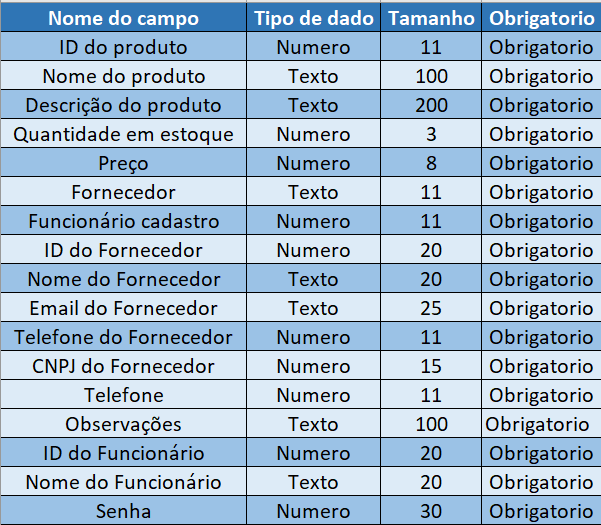 Nome do campo Tipo de dado Tamanho Obrigatorio
ID do produto Numero 11 Obrigatorio
Nome do produto Texto 100 Obrigatorio
Descrição do produto Texto 200 Obrigatorio
Quantidade em estoque Numero 3 Obrigatorio
Preço Numero 8 Obrigatorio
Fornecedor Texto 11 Obrigatorio
Funcionário cadastro Numero 11 Obrigatorio
ID do Fornecedor Numero 20 Obrigatorio
Nome do Fornecedor Texto 20 Obrigatorio
Email do Fornecedor Texto 25 Obrigatorio
Telefone do Fornecedor Numero 11 Obrigatorio
CNPJ do Fornecedor Numero 15 Obrigatorio
Telefone Numero 11 Obrigatorio
Observações Texto 100 Obrigatorio
ID do Funcionário Numero 20 Obrigatorio
Nome do Funcionário Texto 20 Obrigatorio
Senha Numero 30 Obrigatorio